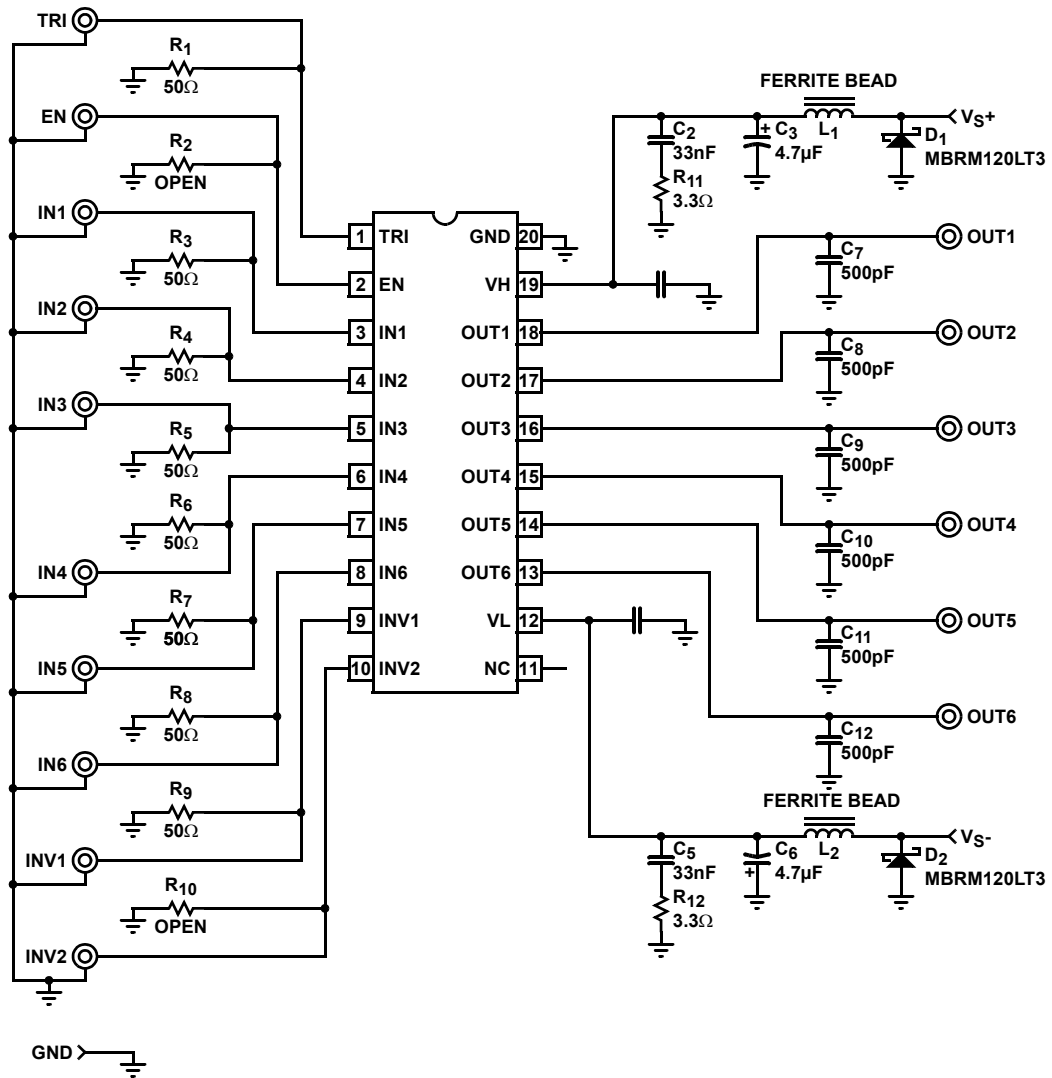 TRI
R1
50Ω
EN
R2
OPEN
IN1
R3
50Ω
IN2
R4
50Ω
IN3
R5
50Ω
R6
50Ω
IN4
R7
50Ω
IN5
R8
50Ω
IN6
R9
50Ω
INV1
R10
OPEN
INV2
GND
1 TRI
2 EN
3 IN1
4 IN2
5 IN3
6 IN4
7 IN5
8 IN6
9 INV1
10 INV2
GND 20
VH 19
OUT1 18
OUT2 17
OUT3 16
OUT4 15
OUT5 14
OUT6 13
VL 12
NC 11
FERRITE BEAD
L1
VS+
C2
33nF
R11
3.3Ω
+ C3
4.7µF
D1
MBRM120LT3
OUT1
C7
500pF
OUT2
C8
500pF
OUT3
C9
500pF
OUT4
C10
500pF
OUT5
C11
500pF
OUT6
C12
500pF
FERRITE BEAD
L2
VS-
C5
33nF
R12
3.3Ω
C6
+ 4.7µF
D2
MBRM120LT3